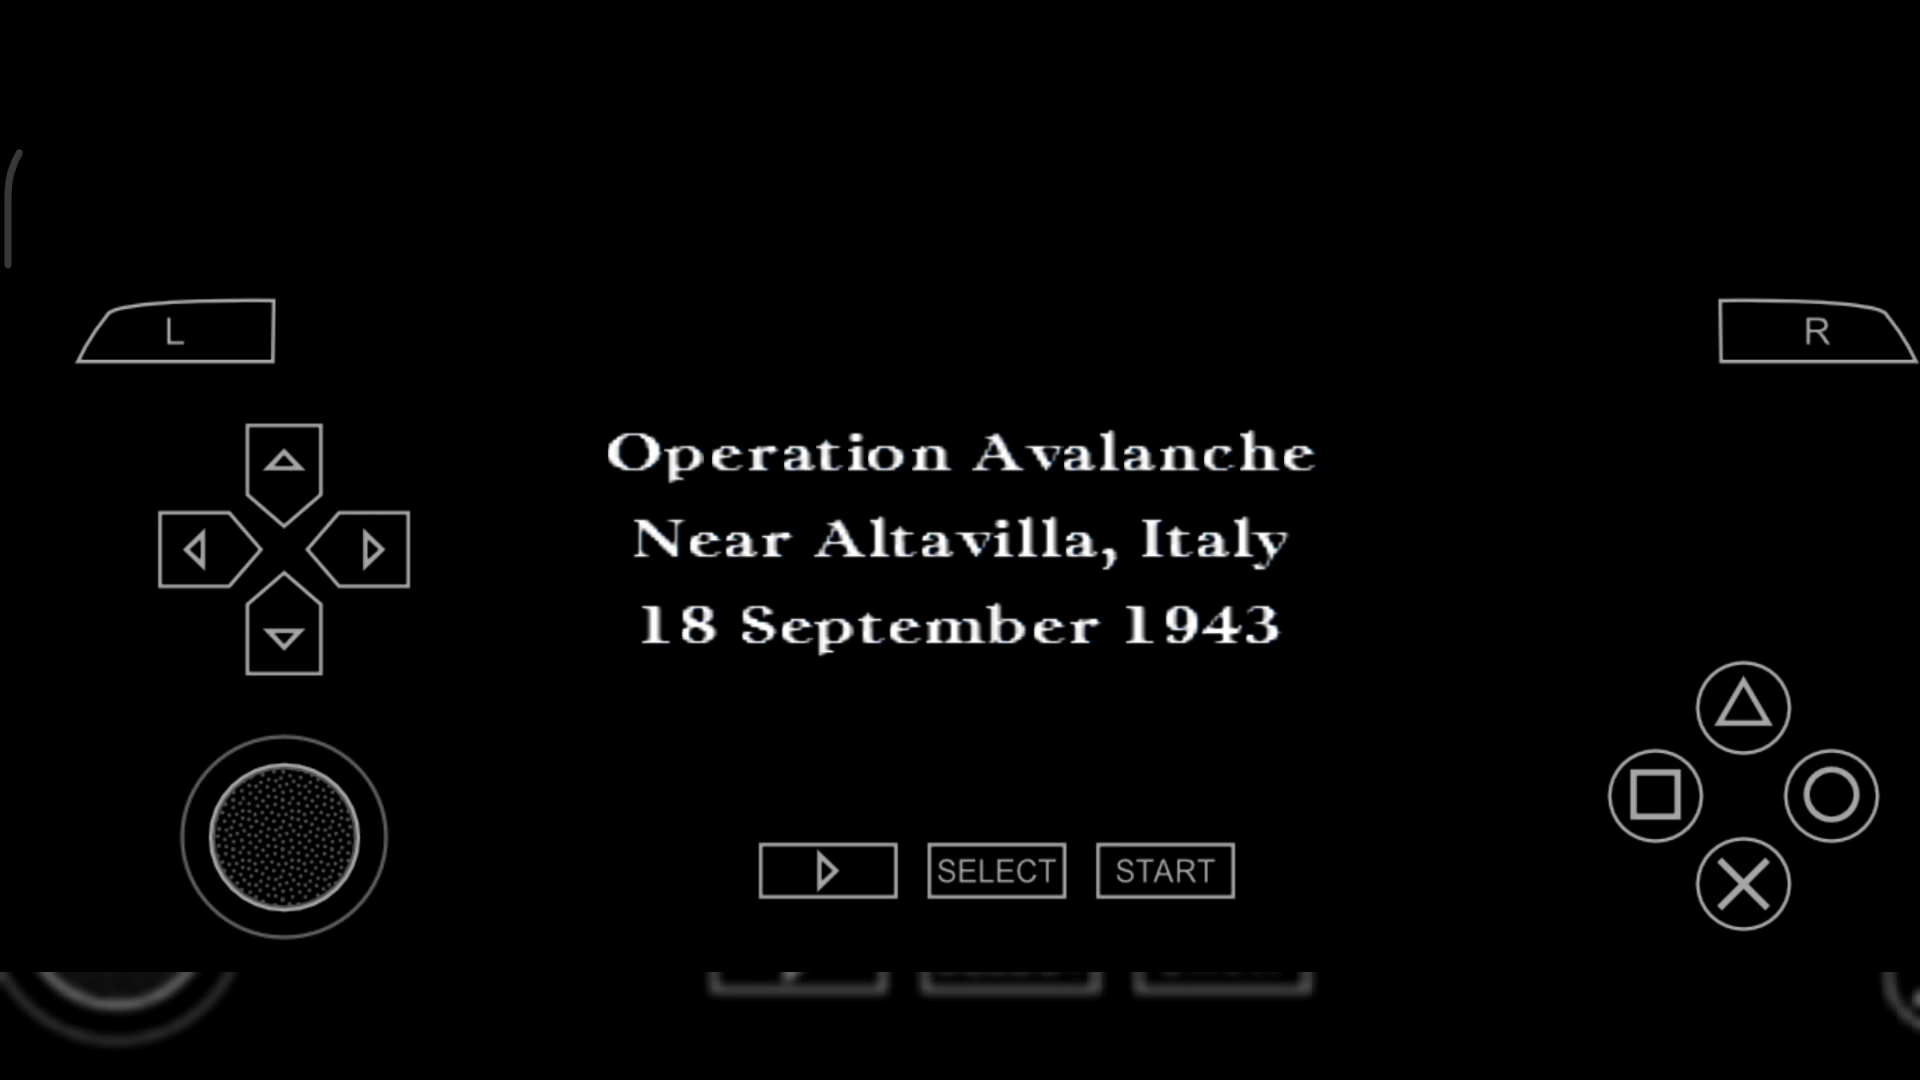 L
R
Operation Avalanche
Near Altavilla, Italy
18 September 1943
SELECT
START